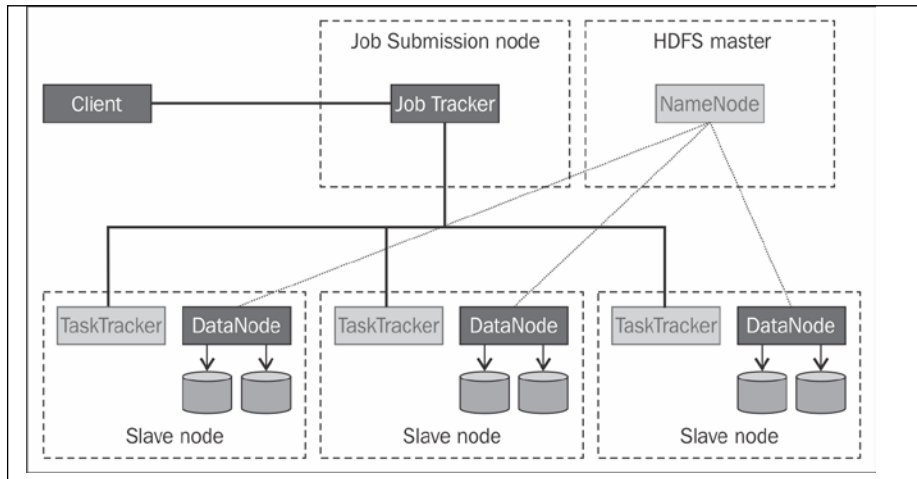 Job Submission node
HDFS master
Client
Job Tracker
NameNode
TaskTracker
DataNode
TaskTracker
DataNode
TaskTracker
DataNode
Slave node
Slave node
Slave node